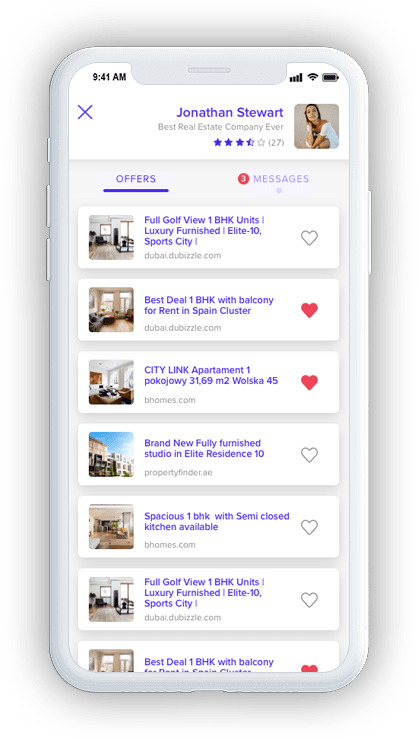 9:41 AM
Jonathan Stewart
Best Real Estate Company Ever
(27)
OFFERS
3 MESSAGES
Full Golf View 1 BHK Units |
Luxury Furnished | Elite-10,
Sports City |
dubai.dubizzle.com
Best Deal 1 BHK with balcony
for Rent in Spain Cluster
dubai.dubizzle.com
CITY LINK Apartament 1
pokojowy 31,69 m2 Wolska 45
bhomes.com
Brand New Fully furnished
studio in Elite Residence 10
propertyfinder.ae
Spacious 1 bhk with Semi closed
kitchen available
bhomes.com
Full Golf View 1 BHK Units |
Luxury Furnished | Elite-10,
Sports City |
dubai.dubizzle.com
Best Deal 1 BHK with balcony
for Rent in Spain Cluster